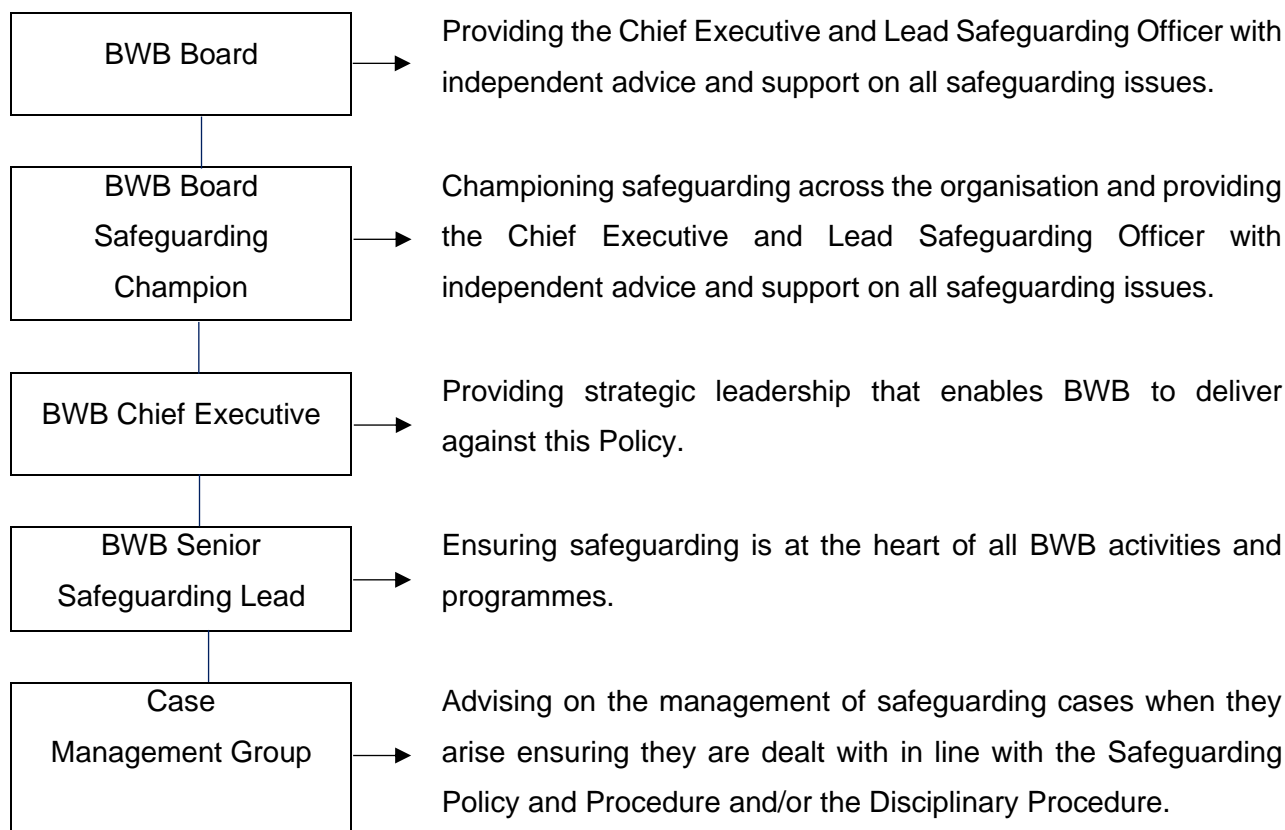 BWB Board
Providing the Chief Executive and Lead Safeguarding Officer with
independent advice and support on all safeguarding issues.
BWB Board
Safeguarding
Champion
Championing safeguarding across the organisation and providing
the Chief Executive and Lead Safeguarding Officer with
independent advice and support on all safeguarding issues.
BWB Chief Executive
Providing strategic leadership that enables BWB to deliver
against this Policy.
BWB Senior
Safeguarding Lead
Ensuring safeguarding is at the heart of all BWB activities and
programmes.
Case
Management Group
Advising on the management of safeguarding cases when they
arise ensuring they are dealt with in line with the Safeguarding
Policy and Procedure and/or the Disciplinary Procedure.